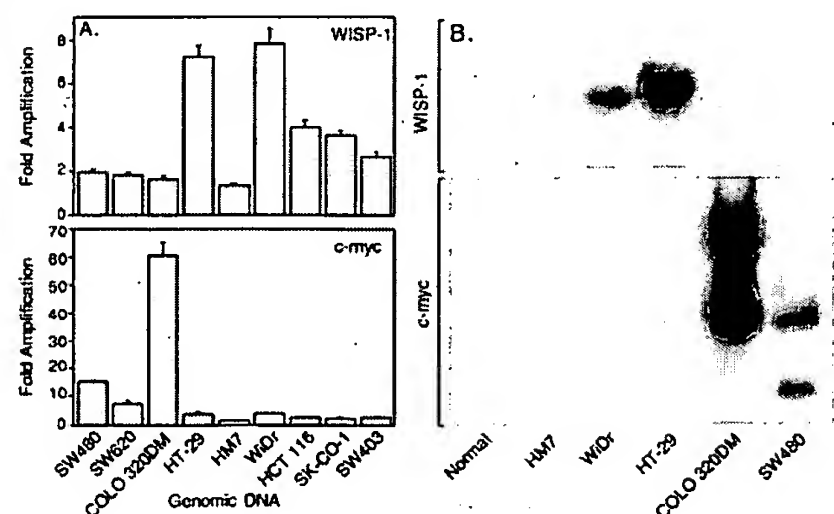 A.
WISP-1
Fold Amplification
8
6
4
2
0
c-myc
Fold Amplification
70
60
50
40
30
20
10
0
SW480
SW620
COLO 320DM
HT-29
HM7
WiDr
HCT 116
SK-CO-1
SW403
Genomic DNA
B.
WISP-1
c-myc
Normal
HM7
WiDr
HT-29
COLO 320DM
SW480